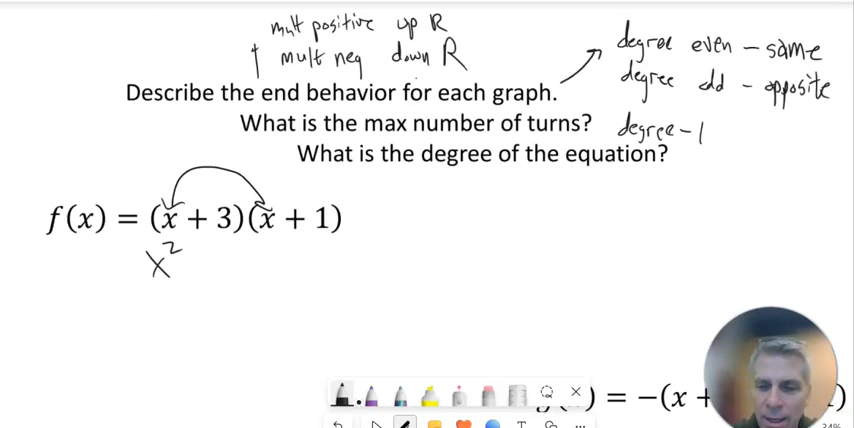 mult positive up R
mult neg down R
degree even - same
degree odd - opposite
Describe the end behavior for each graph.
What is the max number of turns? degree - 1
What is the degree of the equation?
f(x) = (x + 3)(x + 1)
x²
) = −(x +
)
24%